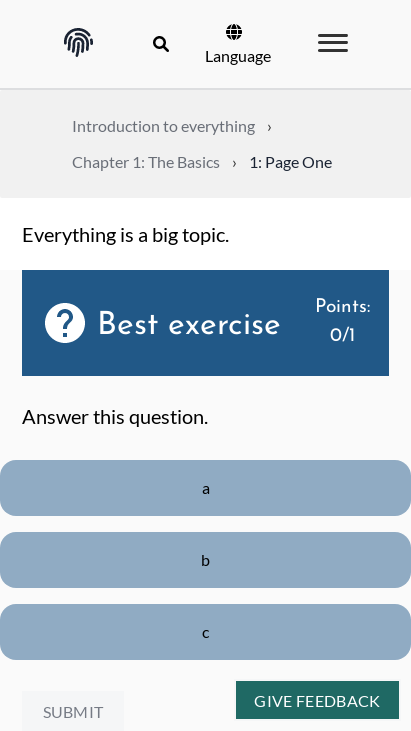 Language
Introduction to everything ›
Chapter 1: The Basics › 1: Page One
Everything is a big topic.
Best exercise
Points:
0/1
Answer this question.
a
b
c
SUBMIT
GIVE FEEDBACK